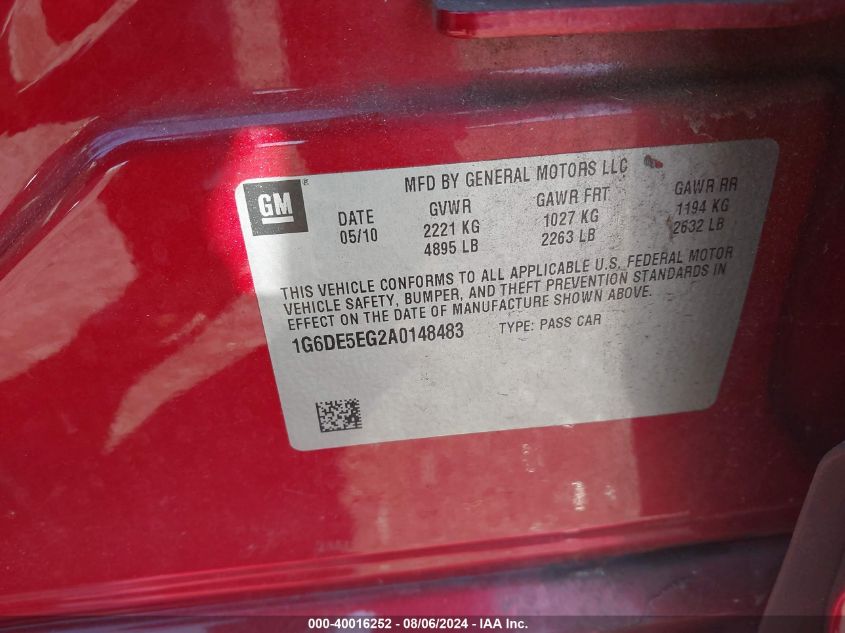 MFD BY GENERAL MOTORS LLC
GM®
DATE GVWR GAWR FRT GAWR RR
05/10 2221 KG 1027 KG 1194 KG
4895 LB 2263 LB 2632 LB
THIS VEHICLE CONFORMS TO ALL APPLICABLE U.S. FEDERAL MOTOR
VEHICLE SAFETY, BUMPER, AND THEFT PREVENTION STANDARDS IN
EFFECT ON THE DATE OF MANUFACTURE SHOWN ABOVE.
1G6DE5EG2A0148483 TYPE: PASS CAR
000-40016252 - 08/06/2024 - IAA Inc.